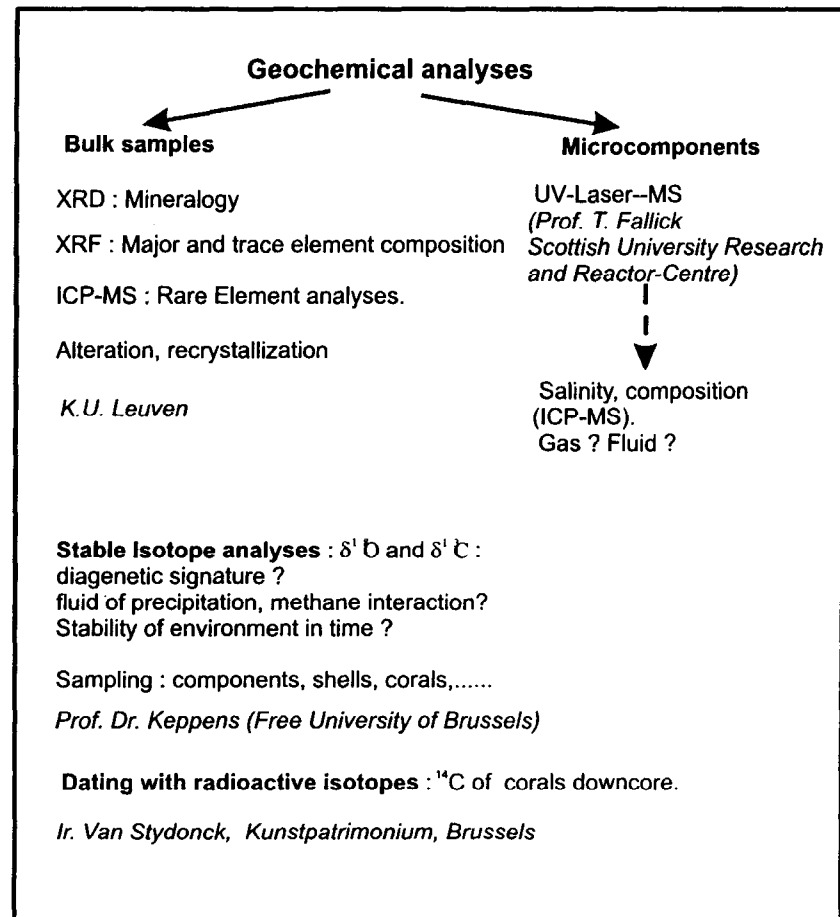 Geochemical analyses
Bulk samples
XRD : Mineralogy
XRF : Major and trace element composition
ICP-MS : Rare Element analyses.
Alteration, recrystallization
K.U. Leuven
Microcomponents
UV-Laser--MS
(Prof. T. Fallick
Scottish University Research
and Reactor-Centre)
Salinity, composition
(ICP-MS).
Gas ? Fluid ?
Stable Isotope analyses : and :
diagenetic signature ?
fluid of precipitation, methane interaction?
Stability of environment in time ?
Sampling : components, shells, corals,......
Prof. Dr. Keppens (Free University of Brussels)
Dating with radioactive isotopes : ¹⁴C of corals downcore.
Ir. Van Stydonck, Kunstpatrimonium, Brussels